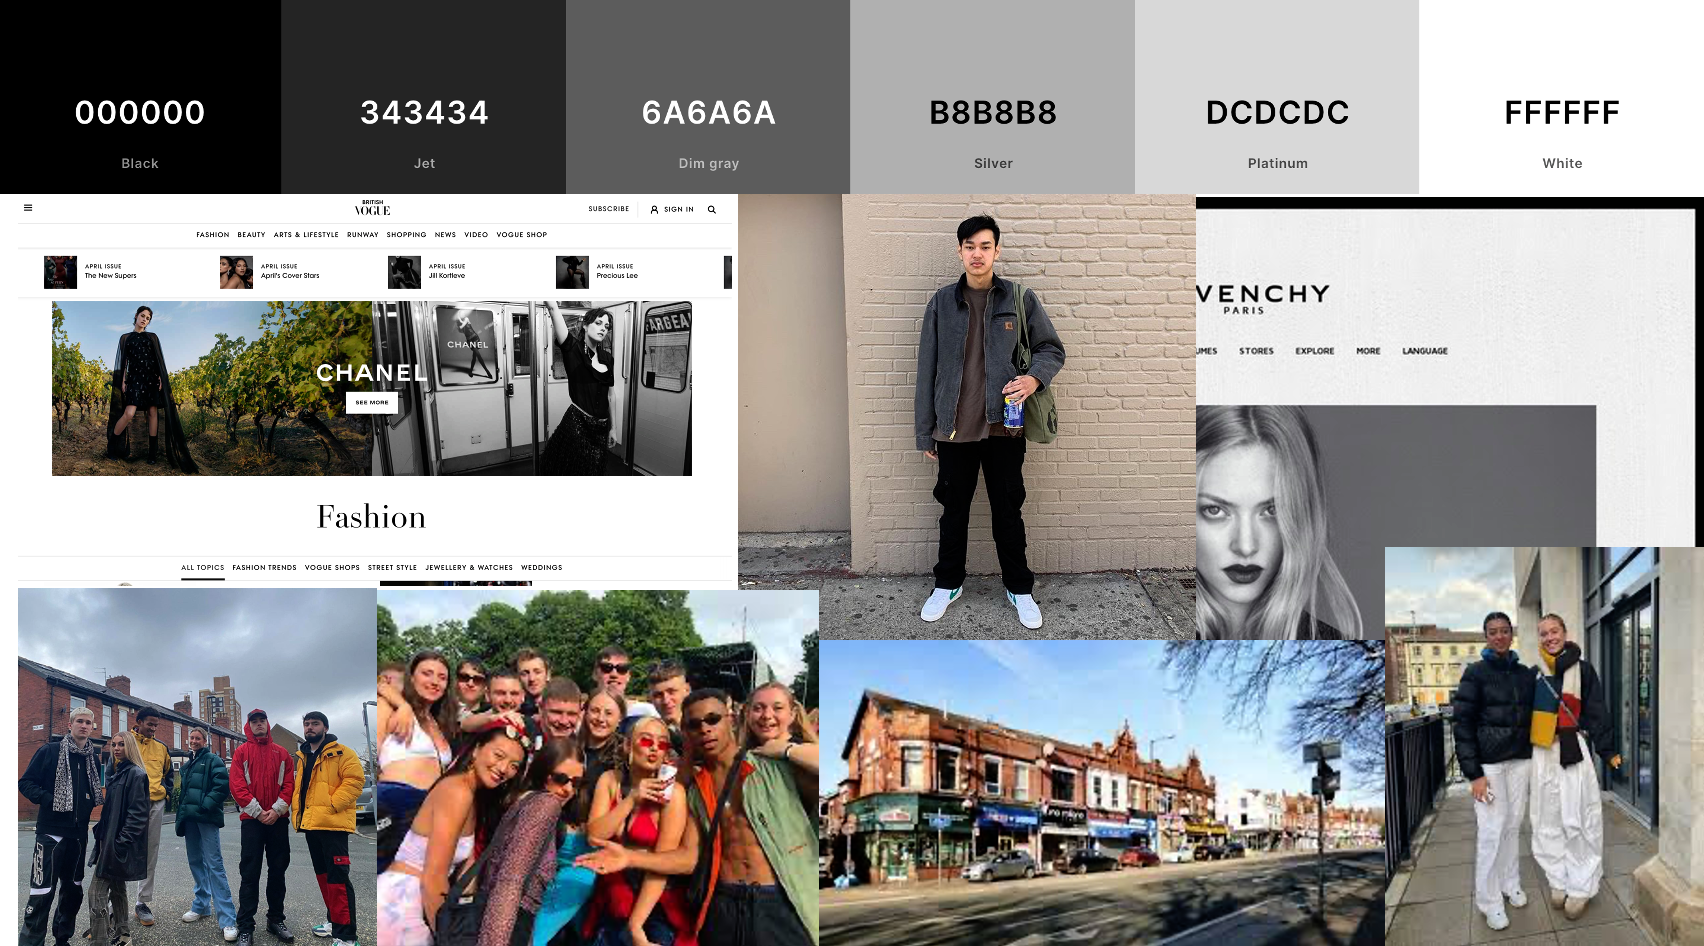 000000
343434
6A6A6A
B8B8B8
DCDCDC
FFFFFF
Black
Jet
Dim gray
Silver
Platinum
White
BRITISH
VOGUE
SUBSCRIBE
SIGN IN
FASHION BEAUTY ARTS & LIFESTYLE RUNWAY SHOPPING NEWS VIDEO VOGUE SHOP
APRIL ISSUE
The New Supers
APRIL ISSUE
April's Cover Stars
APRIL ISSUE
Jill Kortleve
APRIL ISSUE
Precious Lee
CHANEL
CHANEL
SEE MORE
Fashion
ALL TOPICS FASHION TRENDS VOGUE SHOPS STREET STYLE JEWELLERY & WATCHES WEDDINGS
VENCHY
PARIS
UMES STORES EXPLORE MORE LANGUAGE